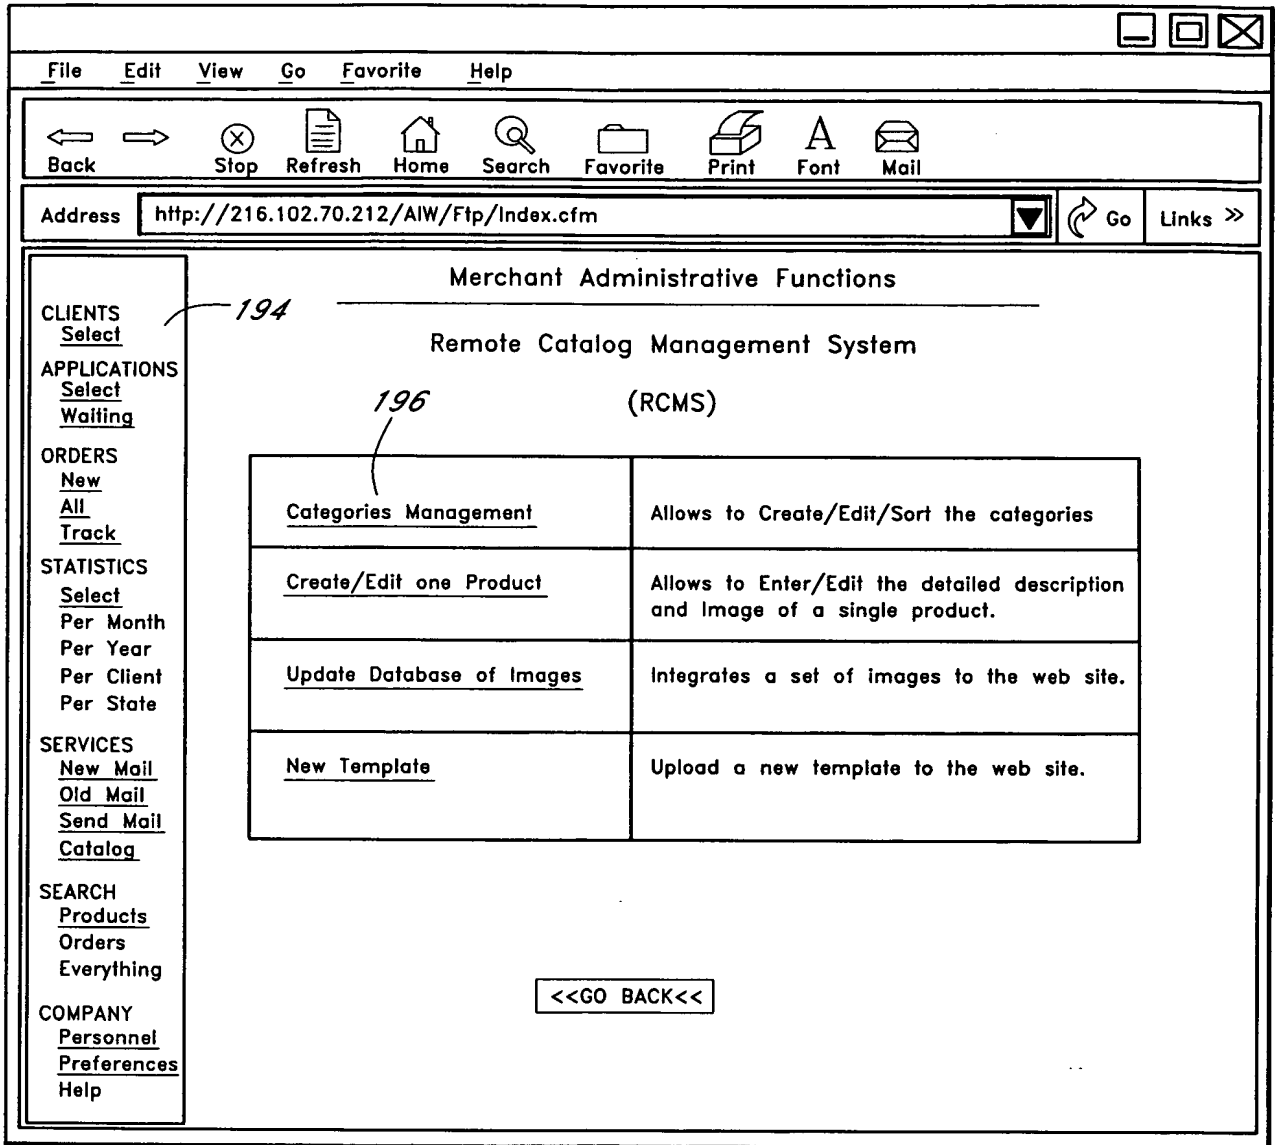 File Edit View Go Favorite Help
Back Stop Refresh Home Search Favorite Print Font Mail
Address http://216.102.70.212/AIW/Ftp/Index.cfm Go Links >>
CLIENTS
Select
APPLICATIONS
Select
Waiting
ORDERS
New
All
Track
STATISTICS
Select
Per Month
Per Year
Per Client
Per State
SERVICES
New Mail
Old Mail
Send Mail
Catalog
SEARCH
Products
Orders
Everything
COMPANY
Personnel
Preferences
Help
194
Merchant Administrative Functions
Remote Catalog Management System
(RCMS)
196
Categories Management
Allows to Create/Edit/Sort the categories
Create/Edit one Product
Allows to Enter/Edit the detailed description
and Image of a single product.
Update Database of Images
Integrates a set of images to the web site.
New Template
Upload a new template to the web site.
<<GO BACK<<